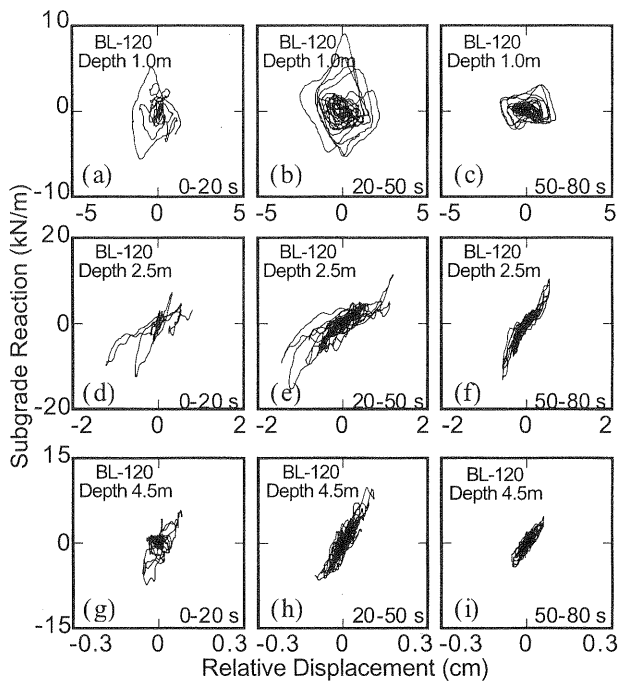 10
BL-120
Depth 1.0m
BL-120
Depth 1.0m
BL-120
Depth 1.0m
0
(a)
0-20 s
(b)
20-50 s
(c)
50-80 s
-10
-5
0
5
-5
0
5
-5
0
5
Subgrade Reaction (kN/m)
20
BL-120
Depth 2.5m
BL-120
Depth 2.5m
BL-120
Depth 2.5m
0
(d)
0-20 s
(e)
20-50 s
(f)
50-80 s
-20
-2
0
2
-2
0
2
-2
0
2
15
BL-120
Depth 4.5m
BL-120
Depth 4.5m
BL-120
Depth 4.5m
0
(g)
0-20 s
(h)
20-50 s
(i)
50-80 s
-15
-0.3
0
0.3
-0.3
0
0.3
-0.3
0
0.3
Relative Displacement (cm)